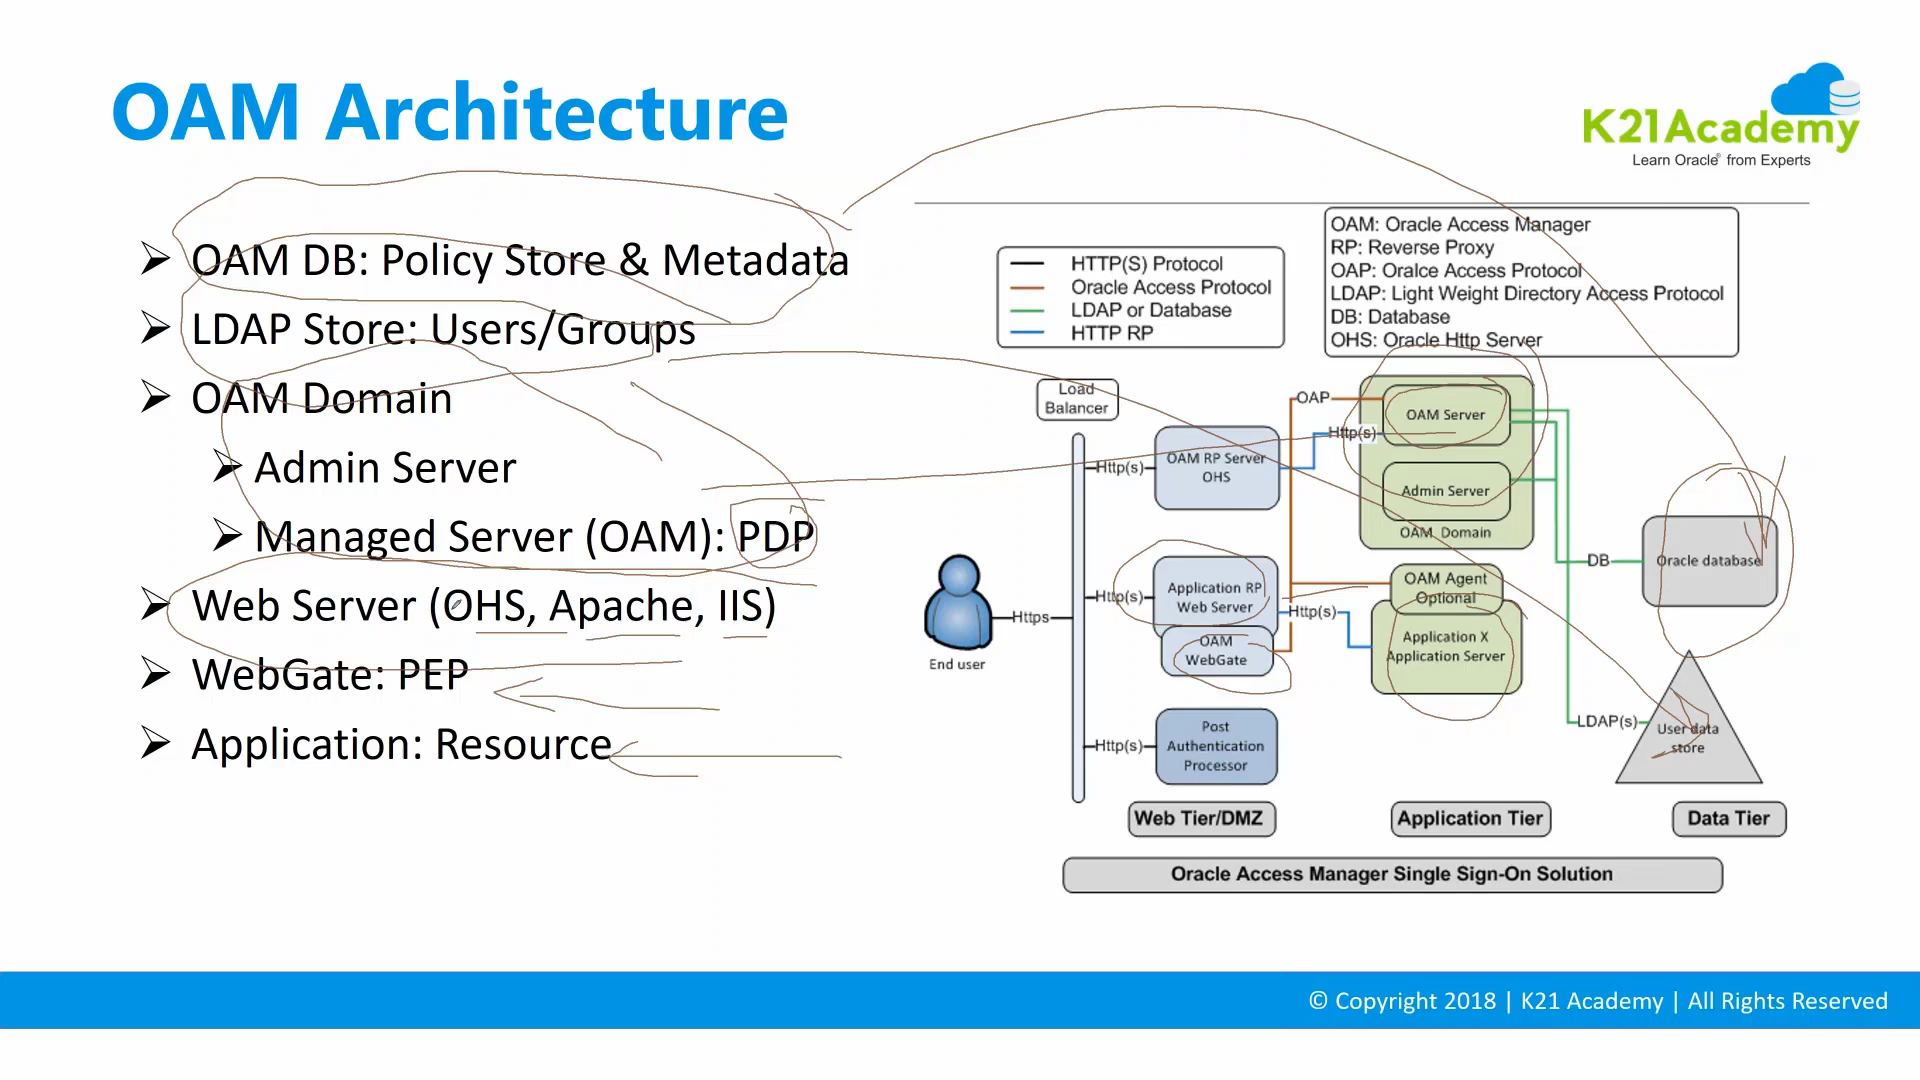 OAM Architecture
K21Academy
Learn Oracle® from Experts
➢ OAM DB: Policy Store & Metadata
➢ LDAP Store: Users/Groups
➢ OAM Domain
➢ Admin Server
➢ Managed Server (OAM): PDP
➢ Web Server (OHS, Apache, IIS)
➢ WebGate: PEP
➢ Application: Resource
HTTP(S) Protocol
Oracle Access Protocol
LDAP or Database
HTTP RP
OAM: Oracle Access Manager
RP: Reverse Proxy
OAP: Oralce Access Protocol
LDAP: Light Weight Directory Access Protocol
DB: Database
OHS: Oracle Http Server
Load
Balancer
End user
Https
Http(s)
OAM RP Server
OHS
Http(s)
Application RP
Web Server
OAM
WebGate
Http(s)
Post
Authentication
Processor
OAP
Http(s)
Http(s)
OAM Server
Admin Server
OAM Domain
OAM Agent
Optional
Application X
Application Server
DB
Oracle database
LDAP(s)
User data
store
Web Tier/DMZ
Application Tier
Data Tier
Oracle Access Manager Single Sign-On Solution
© Copyright 2018 | K21 Academy | All Rights Reserved